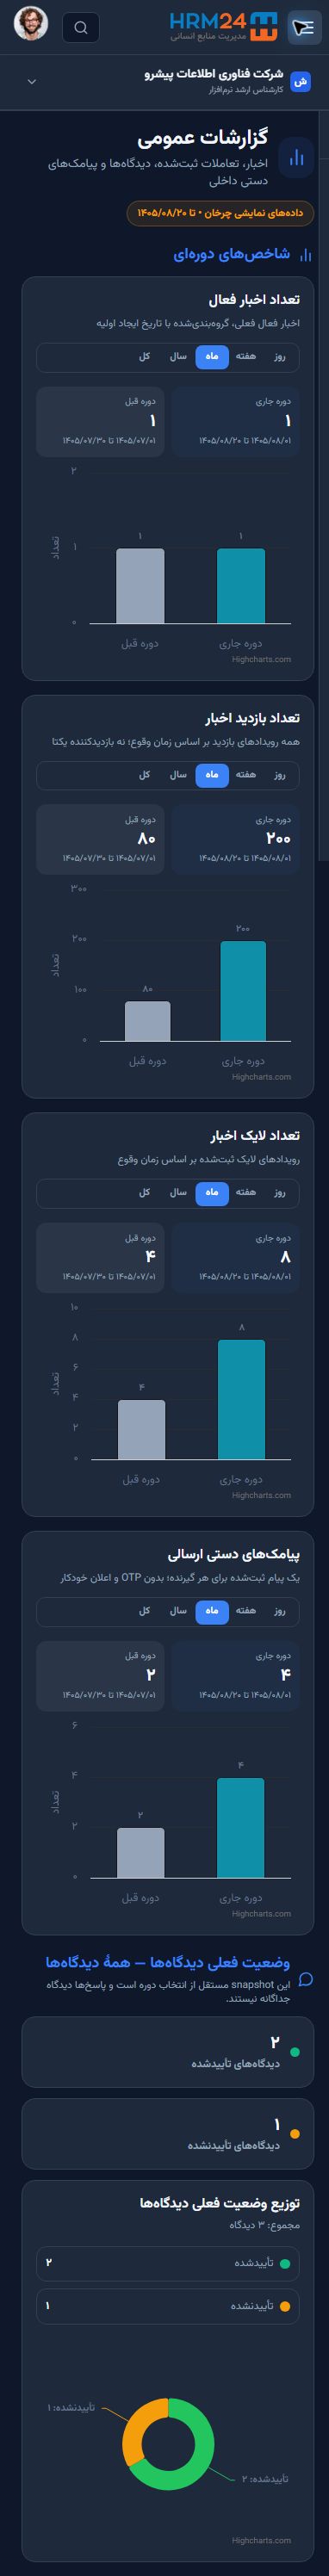 HRM24
مدیریت منابع انسانی
شرکت فناوری اطلاعات پیشرو
کارشناس ارشد نرم‌افزار
ش
گزارشات عمومی
اخبار، تعاملات ثبت‌شده، دیدگاه‌ها و پیامک‌های
دستی داخلی
داده‌های نمایشی چرخان • تا ۱۴۰۵/۰۸/۲۰
شاخص‌های دوره‌ای
تعداد اخبار فعال
اخبار فعال فعلی، گروه‌بندی‌شده با تاریخ ایجاد اولیه
روز هفته ماه سال کل
دوره جاری
۱
۱۴۰۵/۰۸/۰۱ تا ۱۴۰۵/۰۸/۲۰
دوره قبل
۱
۱۴۰۵/۰۷/۰۱ تا ۱۴۰۵/۰۷/۳۰
۲
۱
۰
تعداد
۱
۱
دوره جاری
دوره قبل
Highcharts.com
تعداد بازدید اخبار
همه رویدادهای بازدید بر اساس زمان وقوع؛ نه بازدیدکننده یکتا
روز هفته ماه سال کل
دوره جاری
۲۰۰
۱۴۰۵/۰۸/۰۱ تا ۱۴۰۵/۰۸/۲۰
دوره قبل
۸۰
۱۴۰۵/۰۷/۰۱ تا ۱۴۰۵/۰۷/۳۰
۳۰۰
۲۰۰
۱۰۰
۰
تعداد
۲۰۰
۸۰
دوره جاری
دوره قبل
Highcharts.com
تعداد لایک اخبار
رویدادهای لایک ثبت‌شده بر اساس زمان وقوع
روز هفته ماه سال کل
دوره جاری
۸
۱۴۰۵/۰۸/۰۱ تا ۱۴۰۵/۰۸/۲۰
دوره قبل
۴
۱۴۰۵/۰۷/۰۱ تا ۱۴۰۵/۰۷/۳۰
۱۰
۸
۶
۴
۲
۰
تعداد
۸
۴
دوره جاری
دوره قبل
Highcharts.com
پیامک‌های دستی ارسالی
یک پیام ثبت‌شده برای هر گیرنده؛ بدون OTP و اعلان خودکار
روز هفته ماه سال کل
دوره جاری
۴
۱۴۰۵/۰۸/۰۱ تا ۱۴۰۵/۰۸/۲۰
دوره قبل
۲
۱۴۰۵/۰۷/۰۱ تا ۱۴۰۵/۰۷/۳۰
۶
۴
۲
۰
تعداد
۴
۲
دوره جاری
دوره قبل
Highcharts.com
وضعیت فعلی دیدگاه‌ها — همهٔ دیدگاه‌ها
این snapshot مستقل از انتخاب دوره است و پاسخ‌ها دیدگاه
جداگانه نیستند.
۲
دیدگاه‌های تأییدشده
۱
دیدگاه‌های تأییدنشده
توزیع وضعیت فعلی دیدگاه‌ها
مجموع: ۳ دیدگاه
تأییدشده ۲
تأییدنشده ۱
تأییدنشده: ۱
تأییدشده: ۲
Highcharts.com